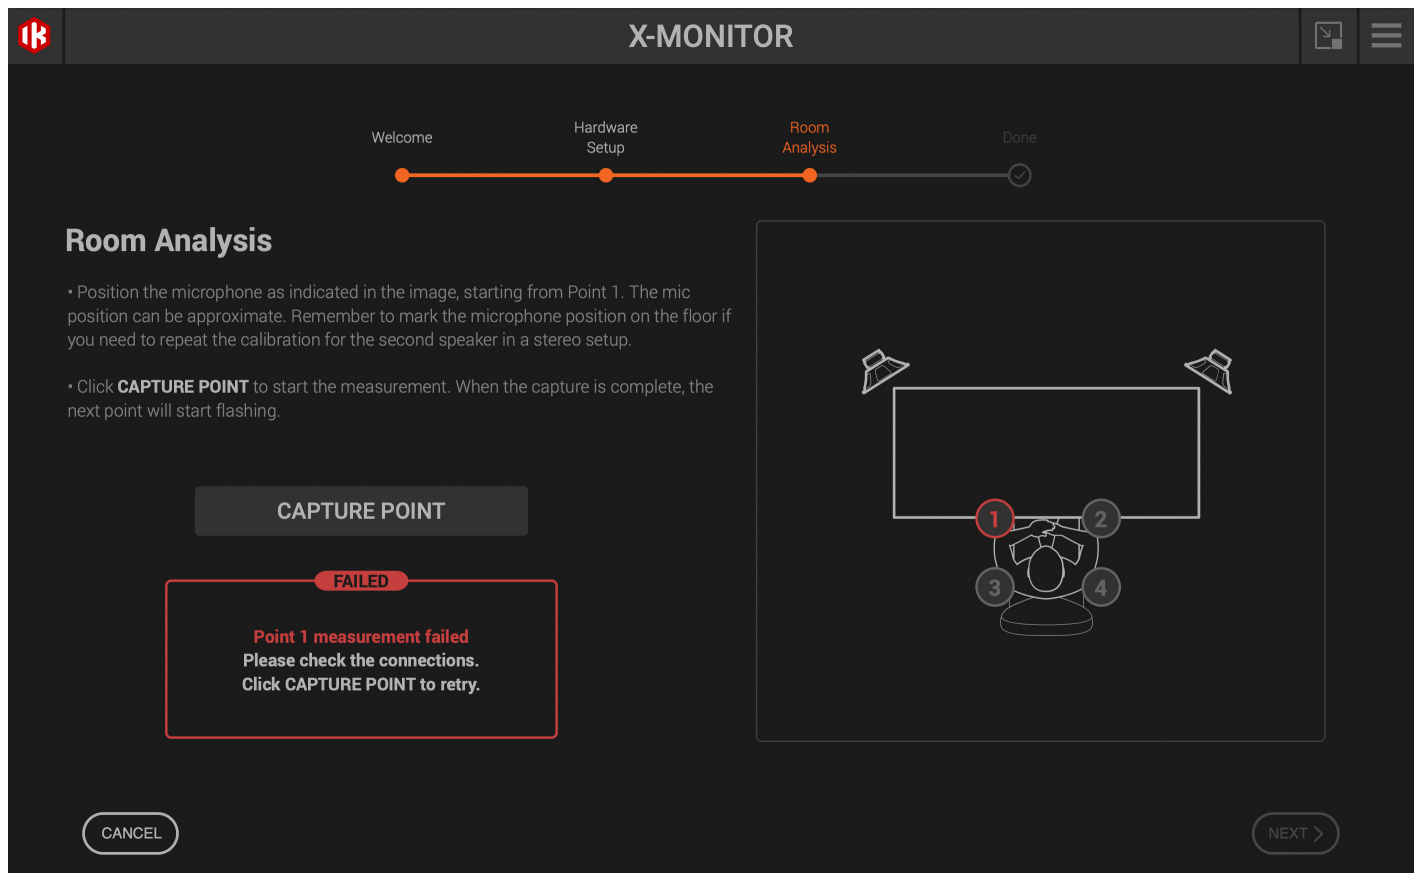 IK
X-MONITOR
Welcome
Hardware
Setup
Room
Analysis
Done
Room Analysis
• Position the microphone as indicated in the image, starting from Point 1. The mic
position can be approximate. Remember to mark the microphone position on the floor if
you need to repeat the calibration for the second speaker in a stereo setup.
• Click CAPTURE POINT to start the measurement. When the capture is complete, the
next point will start flashing.
CAPTURE POINT
FAILED
Point 1 measurement failed
Please check the connections.
Click CAPTURE POINT to retry.
1
2
3
4
CANCEL
NEXT >